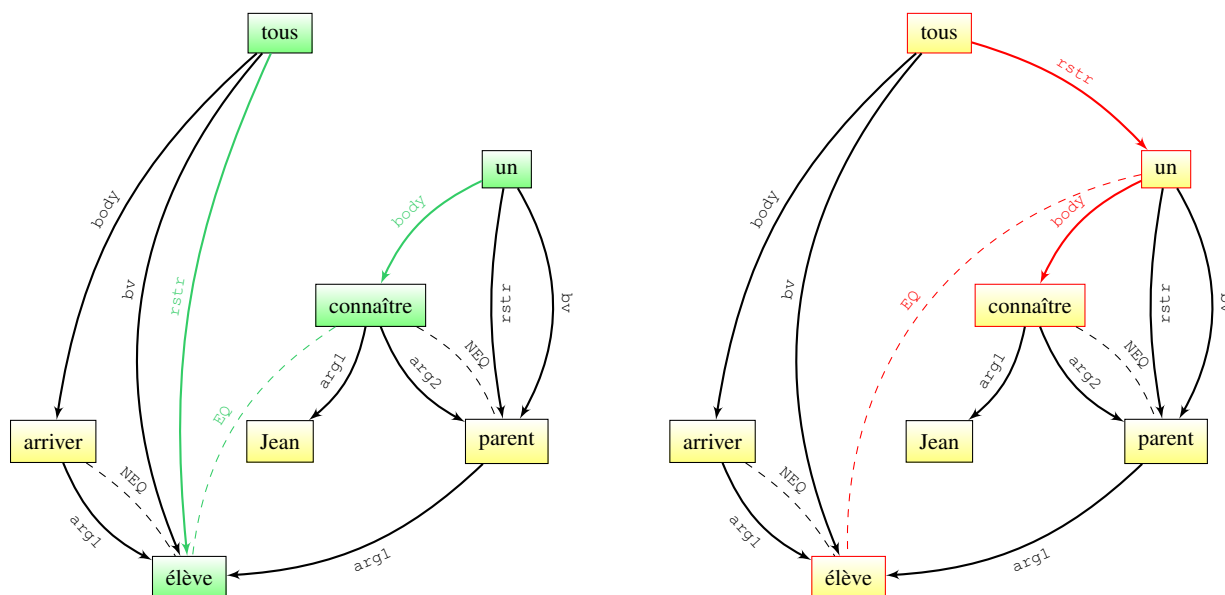 tous
un
body
rstr
body
bv
rstr
connaître
rstr
bv
NEQ
arg1
arg2
EQ
arriver
Jean
parent
NEQ
arg1
arg1
élève
tous
rstr
un
body
body
bv
EQ
connaître
rstr
bv
NEQ
arg1
arg2
arriver
Jean
parent
NEQ
arg1
arg1
élève